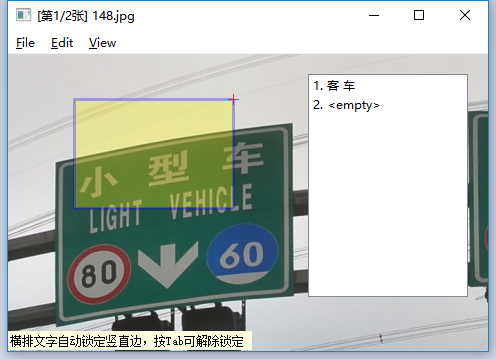 [第1/2张] 148.jpg
File Edit View
1. 客 车
2. <empty>
小 型 车
LIGHT VEHICLE
80
60
横排文字自动锁定竖直边，按Tab可解除锁定